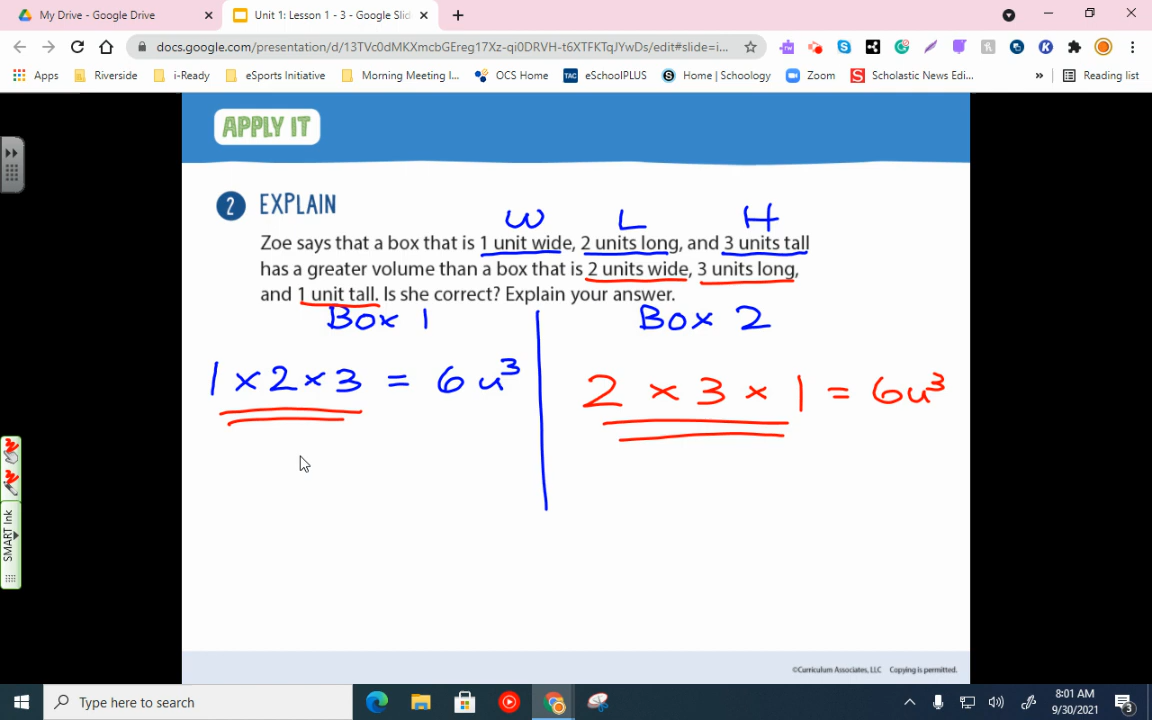 My Drive - Google Drive
Unit 1: Lesson 1 - 3 - Google Slid
docs.google.com/presentation/d/13TVc0dMKXmcbGEreg17Xz-qi0DRVH-t6XTFKTqJYwDs/edit#slide=i...
Apps
Riverside
i-Ready
eSports Initiative
Morning Meeting I...
OCS Home
TAC
eSchoolPLUS
Home | Schoology
Zoom
Scholastic News Edi...
»
Reading list
APPLY IT
2 EXPLAIN
W L H
Zoe says that a box that is 1 unit wide, 2 units long, and 3 units tall
has a greater volume than a box that is 2 units wide, 3 units long,
and 1 unit tall. Is she correct? Explain your answer.
Box 1
Box 2
1 × 2 × 3 = 6 u³
2 × 3 × 1 = 6u³
SMART Ink
©Curriculum Associates, LLC Copying is permitted.
Type here to search
8:01 AM
9/30/2021
3